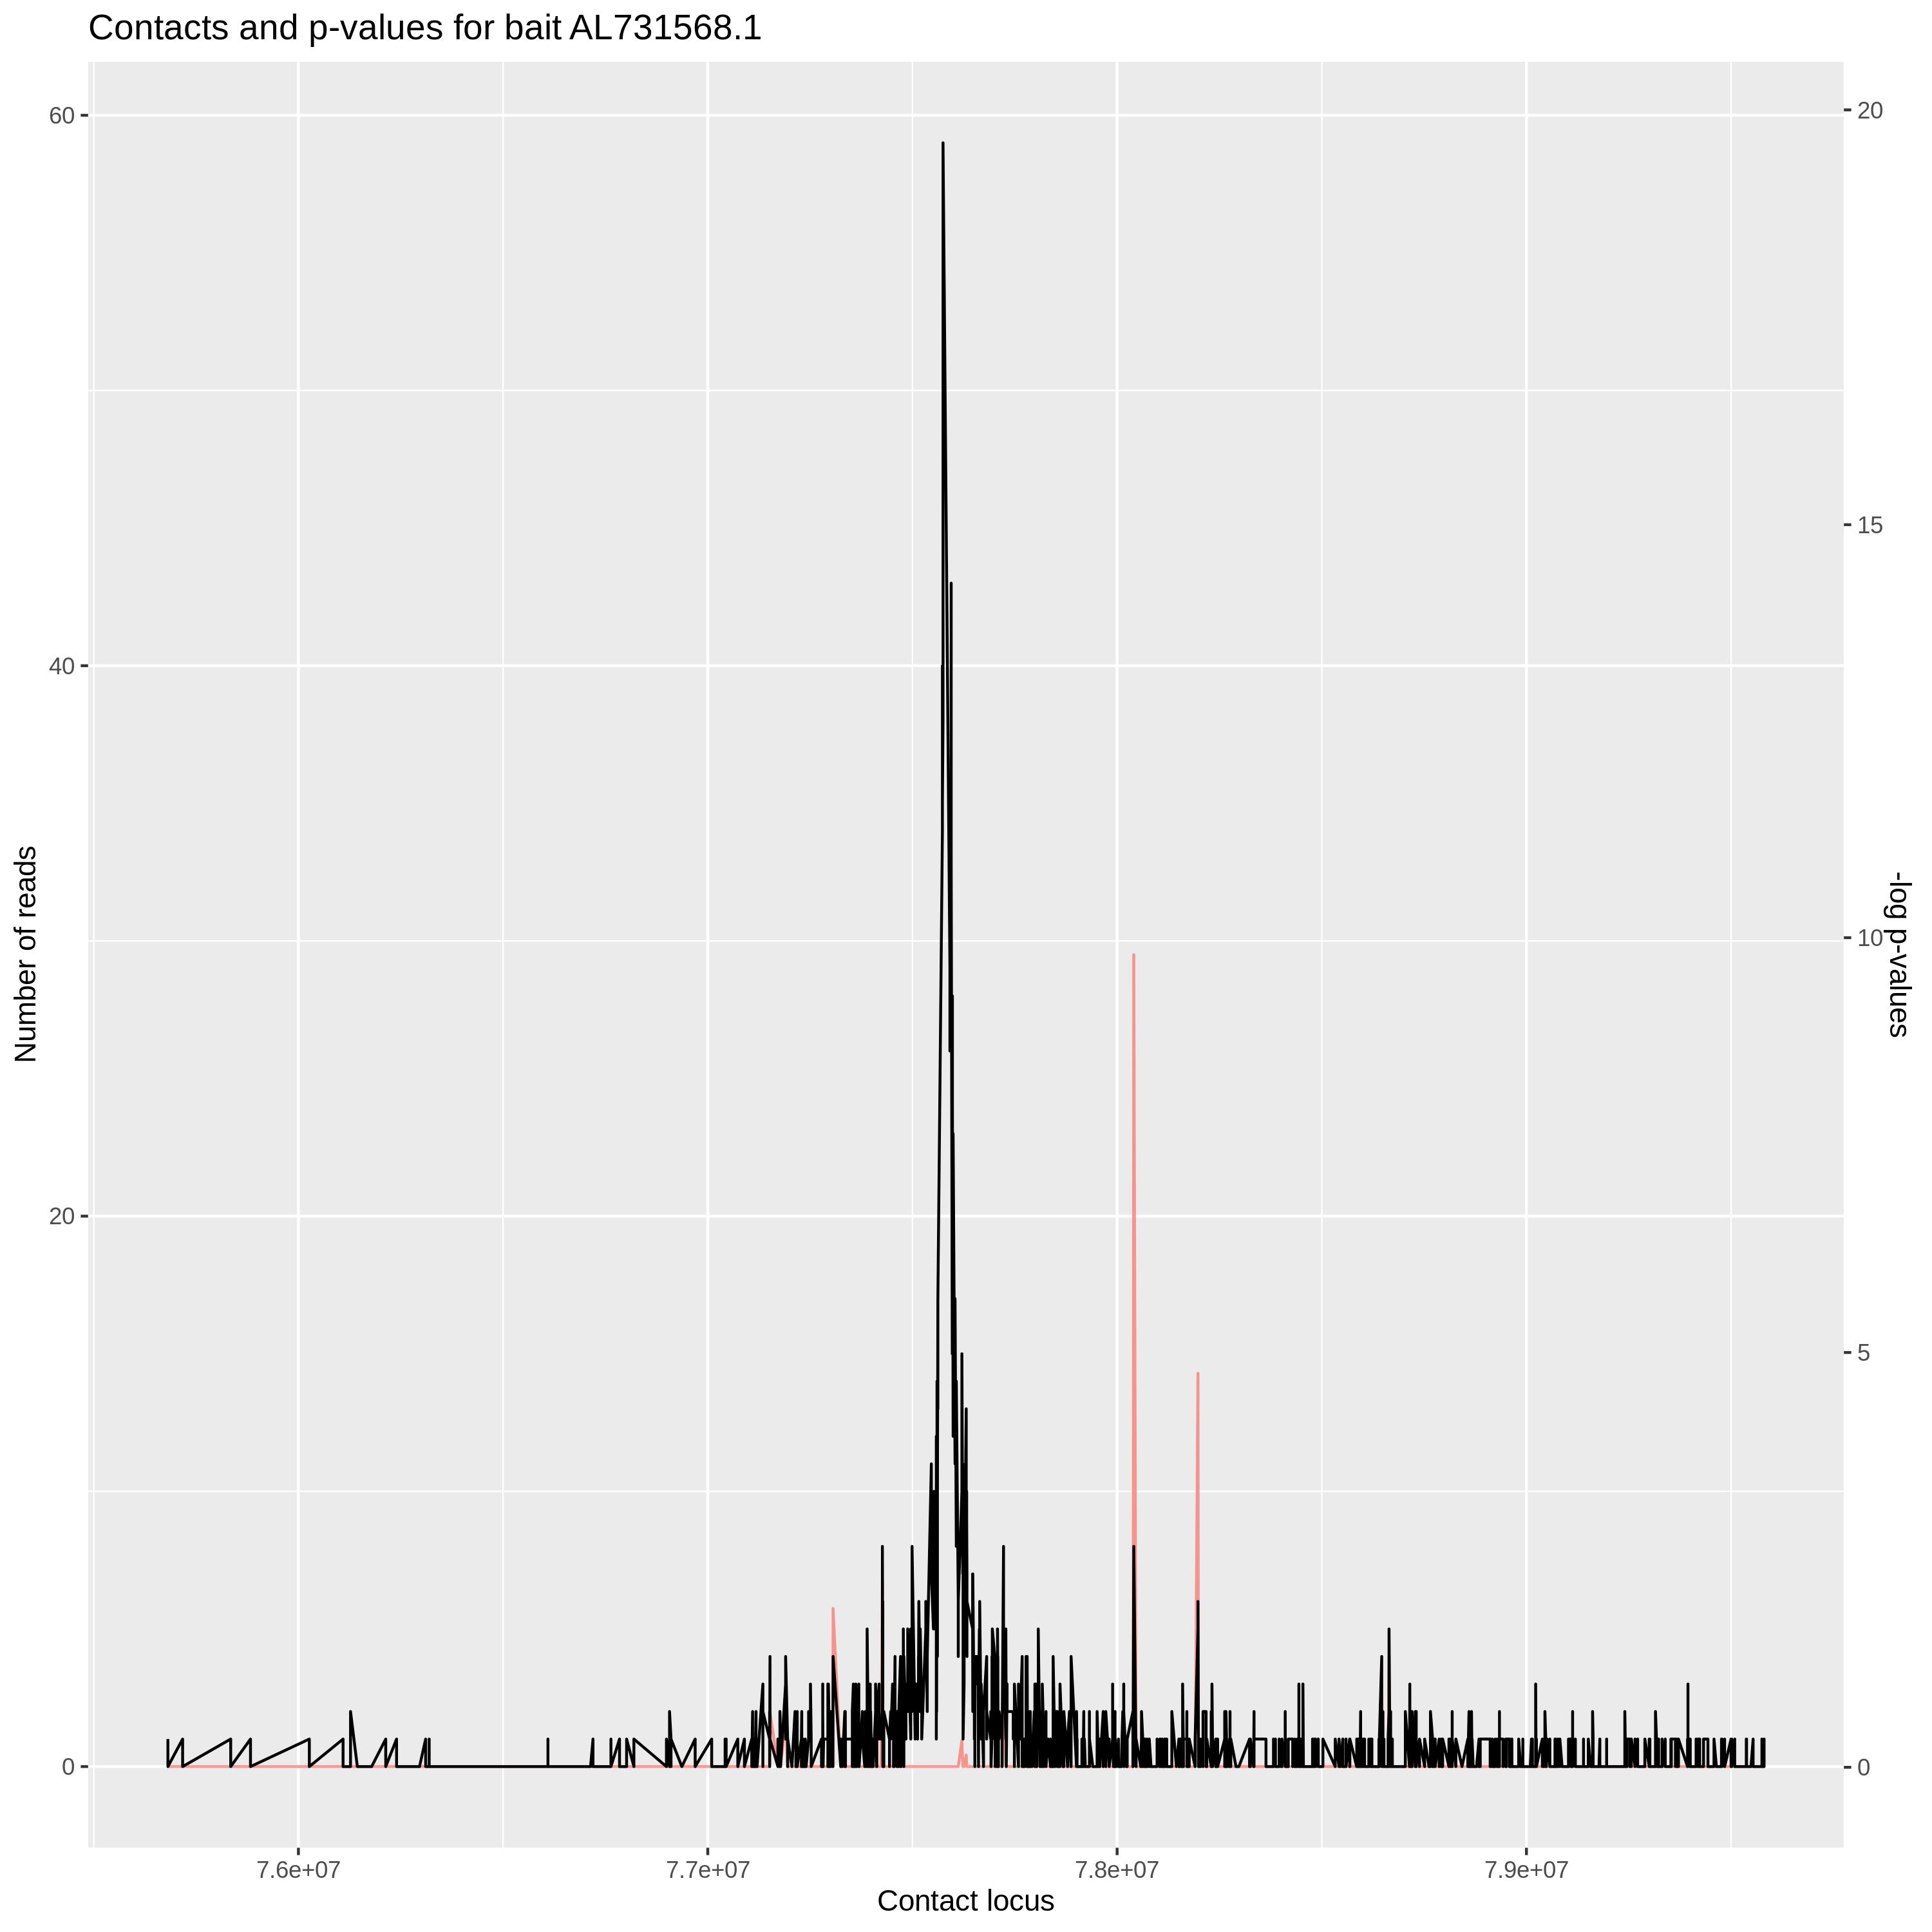 Contacts and p-values for bait AL731568.1
60
40
20
0
Number of reads
20
15
10
5
0
-log p-values
7.6e+07
7.7e+07
7.8e+07
7.9e+07
Contact locus